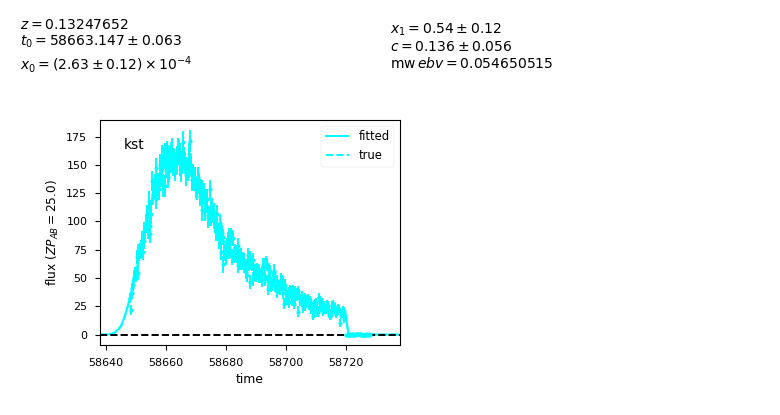 z = 0.13247652
t₀ = 58663.147 ± 0.063
x₀ = (2.63 ± 0.12) × 10⁻⁴
x₁ = 0.54 ± 0.12
c = 0.136 ± 0.056
mw ebv = 0.054650515
kst
fitted
true
175
150
125
100
75
50
25
0
flux (ZP_AB = 25.0)
58640 58660 58680 58700 58720
time